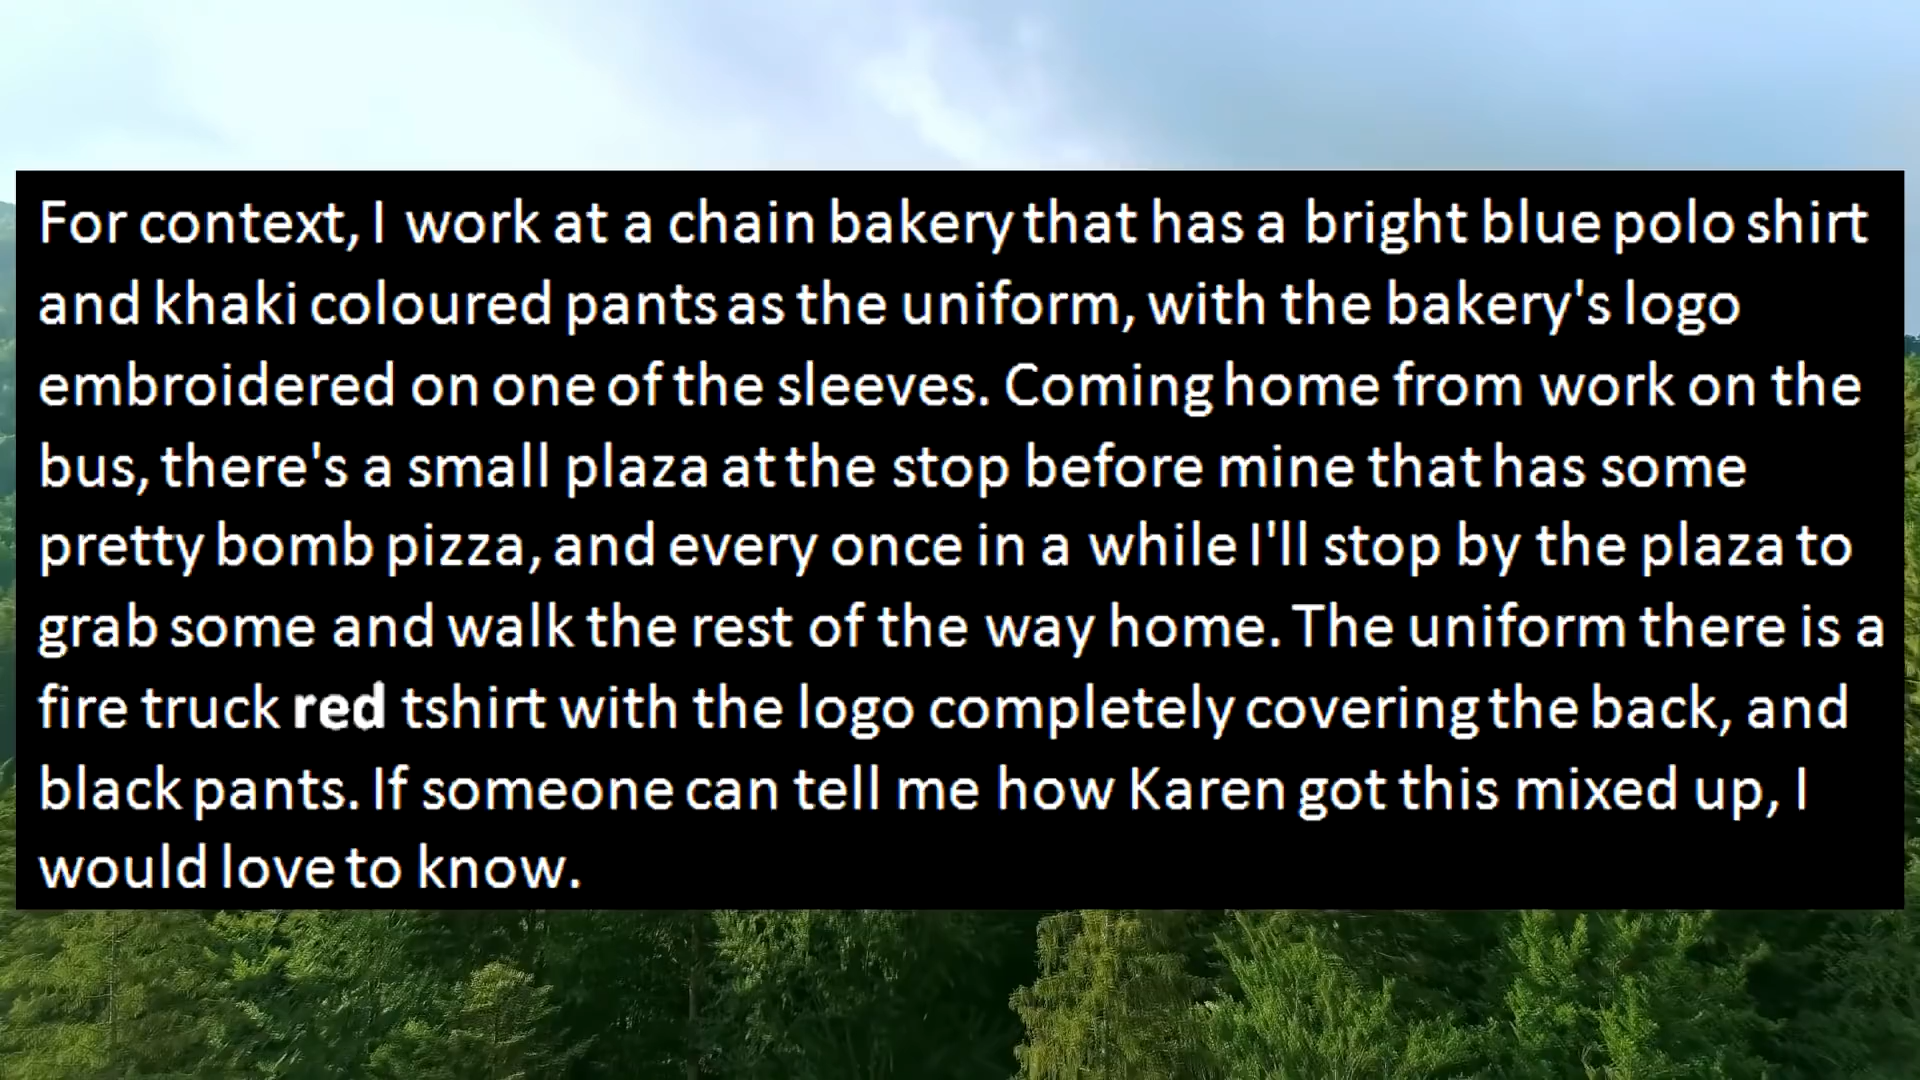 For context, I work at a chain bakery that has a bright blue polo shirt
and khaki coloured pants as the uniform, with the bakery's logo
embroidered on one of the sleeves. Coming home from work on the
bus, there's a small plaza at the stop before mine that has some
pretty bomb pizza, and every once in a while I'll stop by the plaza to
grab some and walk the rest of the way home. The uniform there is a
fire truck red tshirt with the logo completely covering the back, and
black pants. If someone can tell me how Karen got this mixed up, I
would love to know.